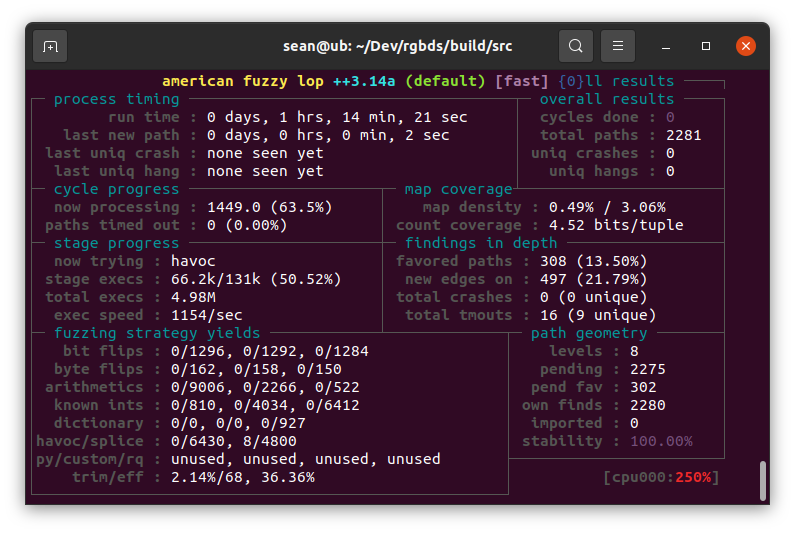 sean@ub: ~/Dev/rgbds/build/src
american fuzzy lop ++3.14a (default) [fast] {0}ll results
process timing overall results
run time : 0 days, 1 hrs, 14 min, 21 sec cycles done : 0
last new path : 0 days, 0 hrs, 0 min, 2 sec total paths : 2281
last uniq crash : none seen yet uniq crashes : 0
last uniq hang : none seen yet uniq hangs : 0
cycle progress map coverage
now processing : 1449.0 (63.5%) map density : 0.49% / 3.06%
paths timed out : 0 (0.00%) count coverage : 4.52 bits/tuple
stage progress findings in depth
now trying : havoc favored paths : 308 (13.50%)
stage execs : 66.2k/131k (50.52%) new edges on : 497 (21.79%)
total execs : 4.98M total crashes : 0 (0 unique)
exec speed : 1154/sec total tmouts : 16 (9 unique)
fuzzing strategy yields path geometry
bit flips : 0/1296, 0/1292, 0/1284 levels : 8
byte flips : 0/162, 0/158, 0/150 pending : 2275
arithmetics : 0/9006, 0/2266, 0/522 pend fav : 302
known ints : 0/810, 0/4034, 0/6412 own finds : 2280
dictionary : 0/0, 0/0, 0/927 imported : 0
havoc/splice : 0/6430, 8/4800 stability : 100.00%
py/custom/rq : unused, unused, unused, unused
trim/eff : 2.14%/68, 36.36% [cpu000:250%]